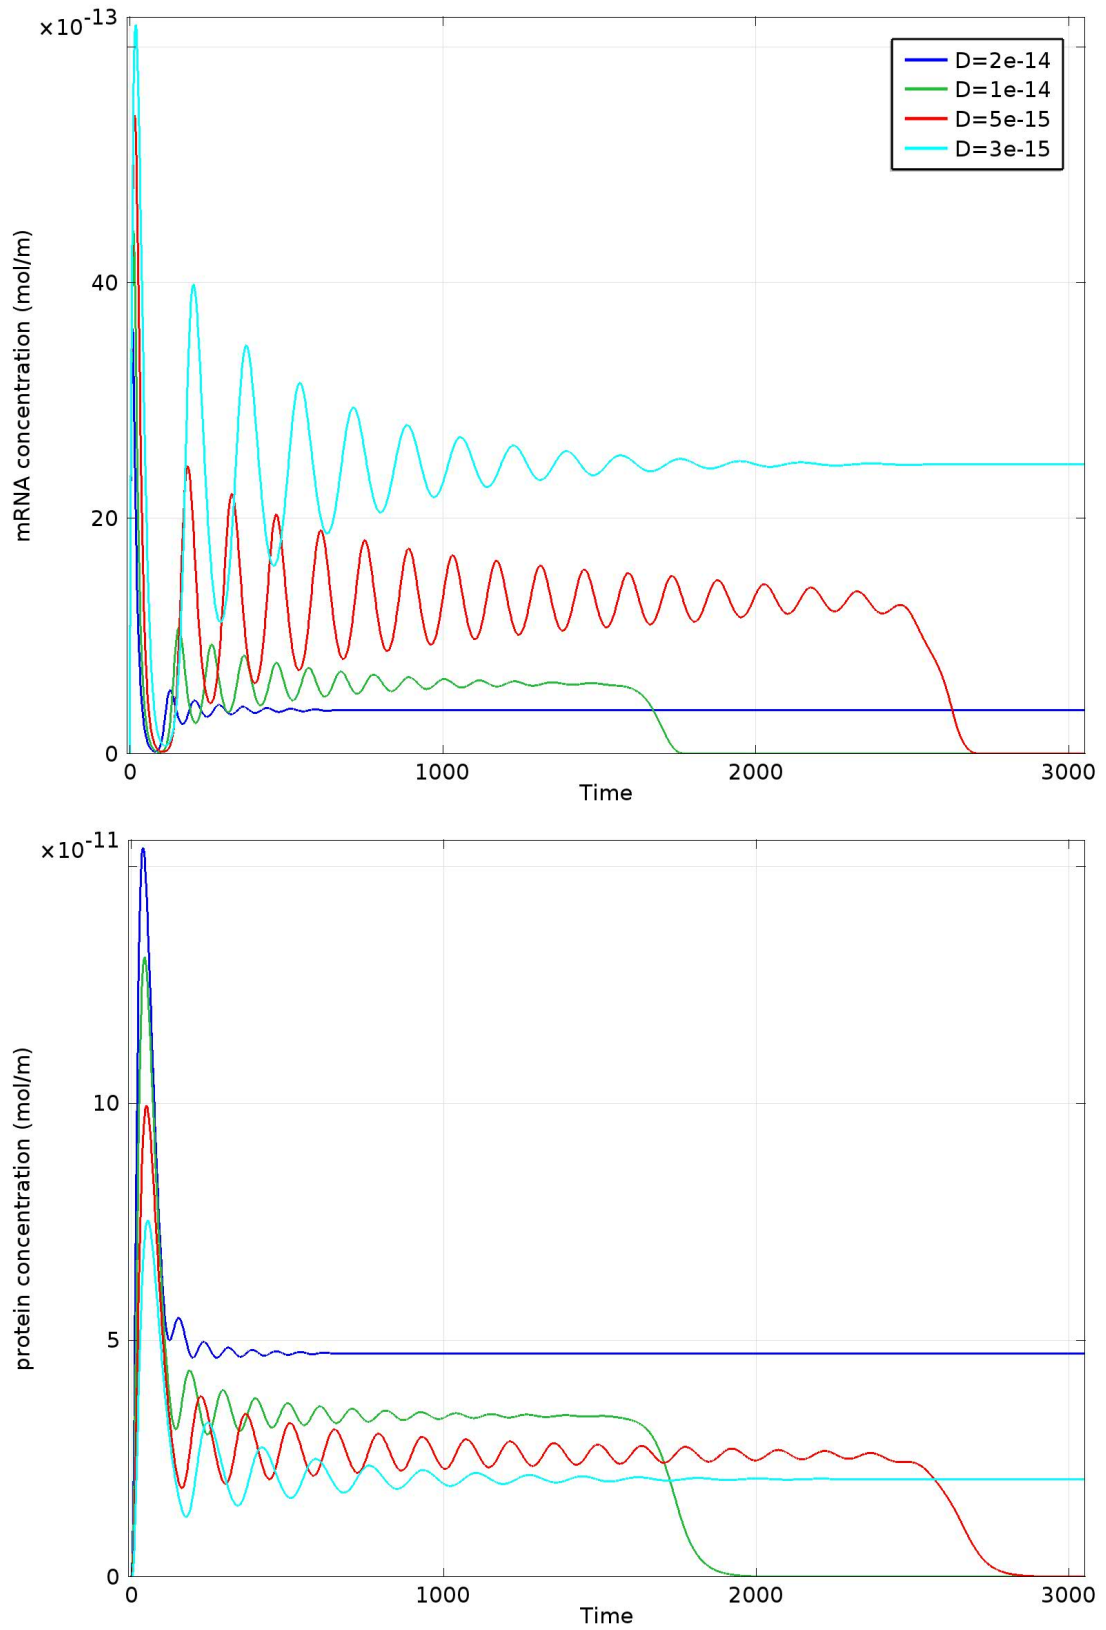 ×10-13
D=2e-14
D=1e-14
D=5e-15
D=3e-15
mRNA concentration (mol/m)
40
20
0
0 1000 2000 3000
Time
×10-11
protein concentration (mol/m)
10
5
0
0 1000 2000 3000
Time